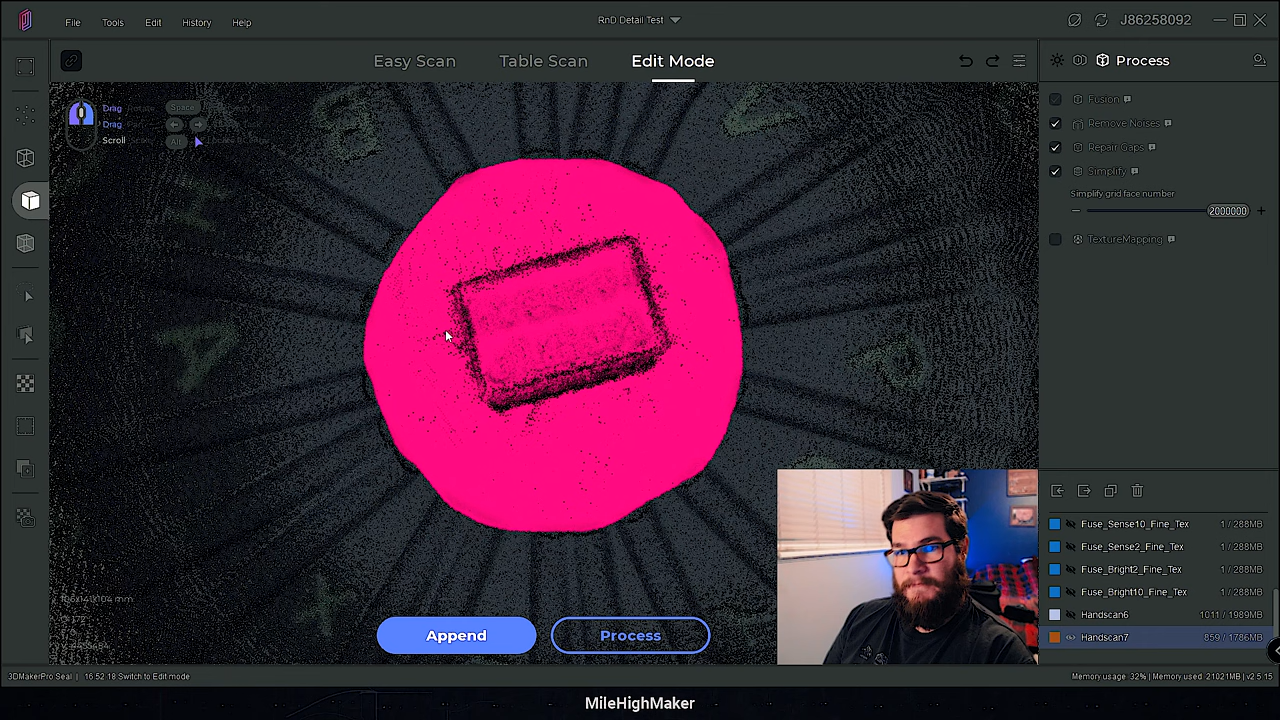 File Tools Edit History Help
RnD Detail Test
J86258092
Easy Scan Table Scan Edit Mode
Process
Drag
Space
Drag
Scroll
Alt
Fusion
Remove Noises
Repair Gaps
Simplify
Simplify grid face number
2000000
TextureMapping
Append
Process
Fuse_Sense10_Fine_Tex 1 / 288MB
Fuse_Sense2_Fine_Tex 1 / 288MB
Fuse_Bright2_Fine_Tex 1 / 288MB
Fuse_Bright10_Fine_Tex 1 / 288MB
Handscan6 1011 / 1989MB
Handscan7 859 / 1786MB
3DMakerPro Seal | 16:52:18 Switch to Edit mode
Memory usage: 32% | Memory used: 21021MB | v2.5.15
MileHighMaker